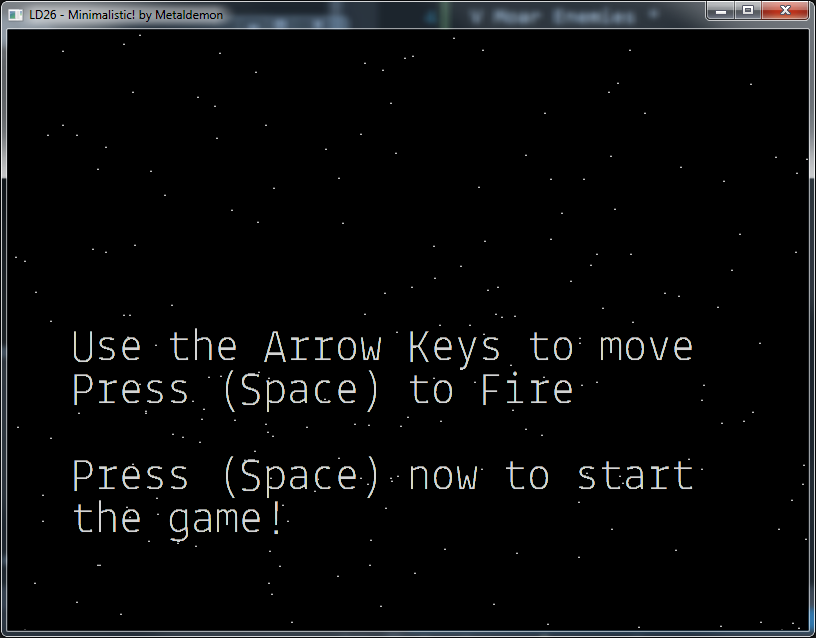 LD26 - Minimalistic! by Metaldemon
V Moar Enemies *
Use the Arrow Keys to move
Press (Space) to Fire
Press (Space) now to start
the game!